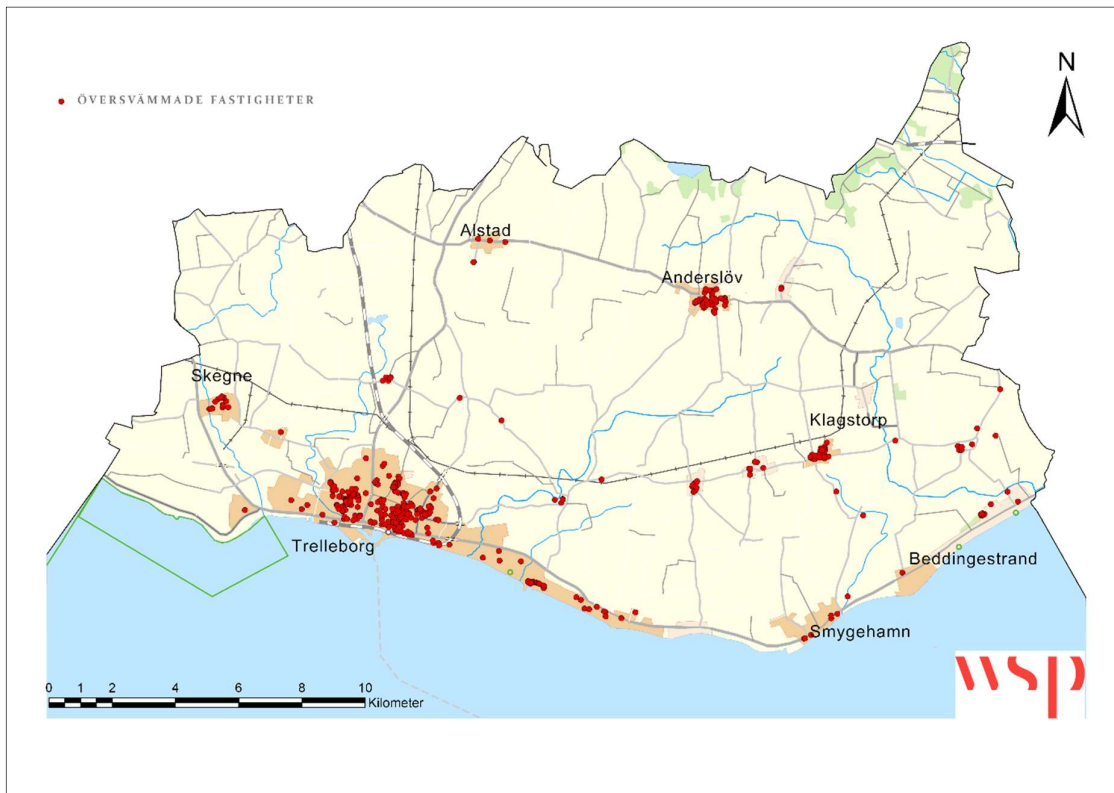 N
ÖVERSVÄMMADE FASTIGHETER
Alstad
Anderslöv
Skegne
Klagstorp
Trelleborg
Beddingestrand
Smygehamn
0 1 2 4 6 8 10
Kilometer
wsp